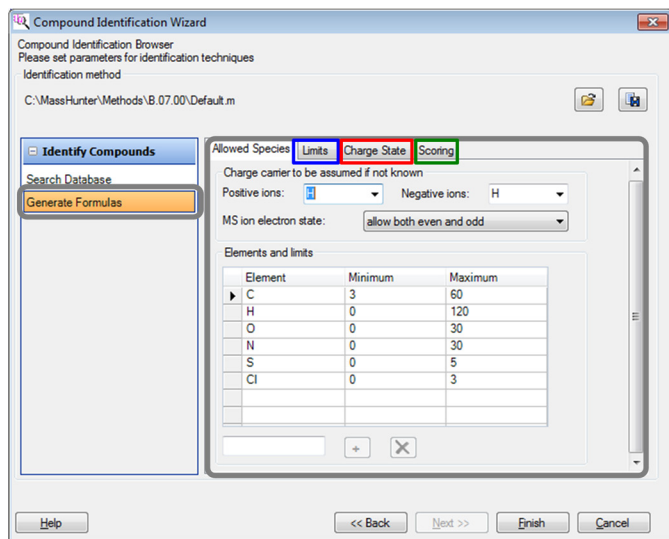 Compound Identification Wizard
Compound Identification Browser
Please set parameters for identification techniques
Identification method
C:\MassHunter\Methods\B.07.00\Default.m
Identify Compounds
Search Database
Generate Formulas
Allowed Species Limits Charge State Scoring
Charge carrier to be assumed if not known
Positive ions: H Negative ions: H
MS ion electron state: allow both even and odd
Elements and limits
Element Minimum Maximum
C 3 60
H 0 120
O 0 30
N 0 30
S 0 5
Cl 0 3
Help << Back Next >> Finish Cancel